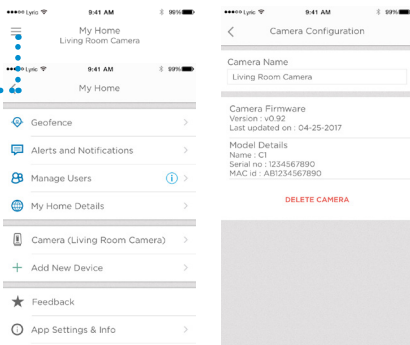 Lyric 9:41 AM 99%
My Home
Living Room Camera
Lyric 9:41 AM 99%
My Home
Geofence
Alerts and Notifications
Manage Users
My Home Details
Camera (Living Room Camera)
Add New Device
Feedback
App Settings & Info
Lyric 9:41 AM 99%
Camera Configuration
Camera Name
Living Room Camera
Camera Firmware
Version : v0.92
Last updated on : 04-25-2017
Model Details
Name : C1
Serial no : 1234567890
MAC id : AB1234567890
DELETE CAMERA